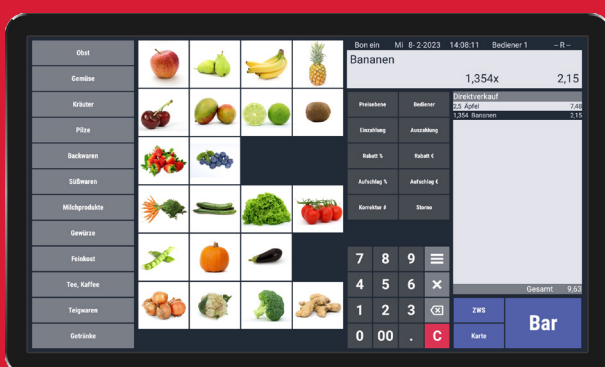 Obst
Gemüse
Kräuter
Pilze
Backwaren
Süßwaren
Milchprodukte
Gewürze
Feinkost
Tee, Kaffee
Teigwaren
Getränke
Bon ein Mi 8-2-2023 14:08:11 Bediener 1 –R–
Bananen
1,354x 2,15
Preisebene Bediener
Einzahlung Auszahlung
Rabatt % Rabatt €
Aufschlag % Aufschlag €
Korrektur # Storno
7 8 9
4 5 6 ×
1 2 3
0 00 . C
Direktverkauf
2,5 Äpfel 7,48
1,354 Bananen 2,15
Gesamt 9,63
ZWS
Karte
Bar